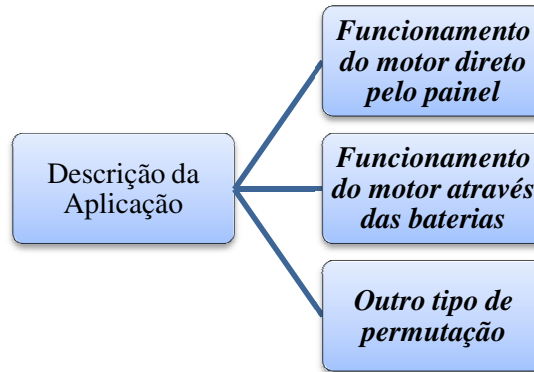 Descrição da
Aplicação
Funcionamento
do motor direto
pelo painel
Funcionamento
do motor através
das baterias
Outro tipo de
permutação